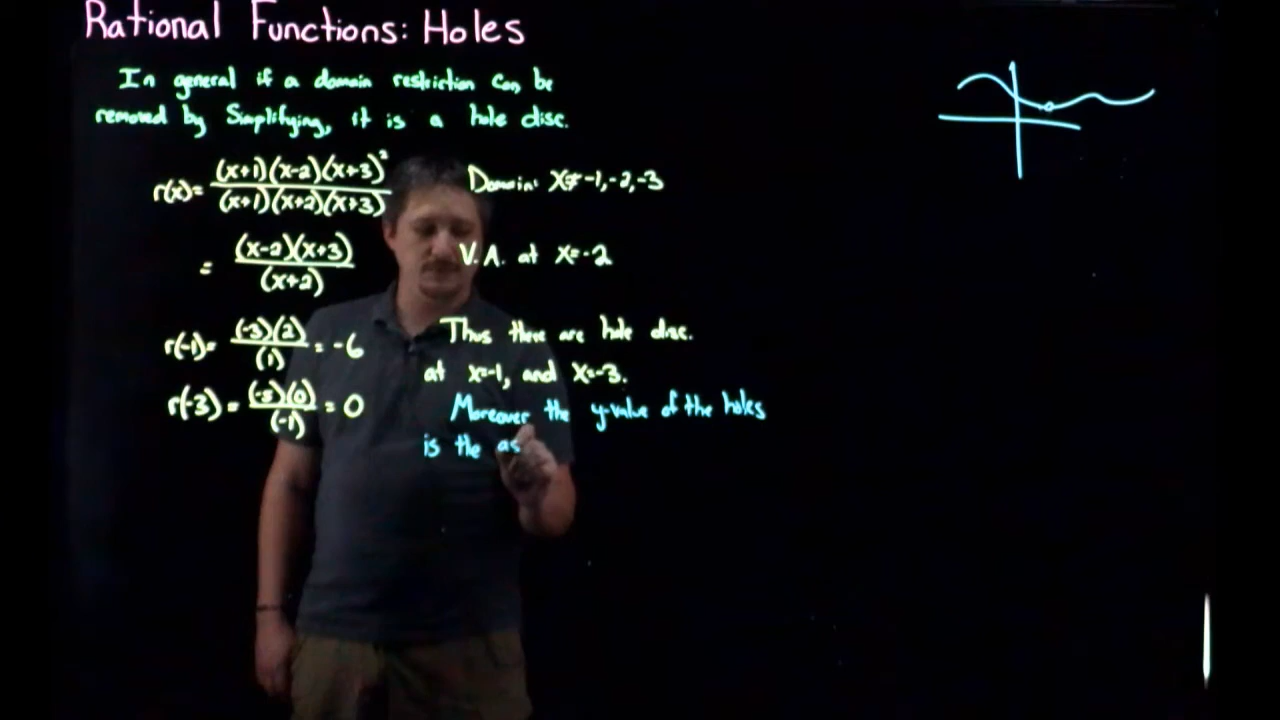 Rational Functions: Holes
In general if a domain restriction can be
removed by Simplifying, it is a hole disc.
r(x)= (x+1)(x-2)(x+3)² / (x+1)(x+2)(x+3) Domain: X≠-1,-2,-3
= (x-2)(x+3) / (x+2) V.A. at X=-2
r(-1)= (-3)(2) / (1) = -6 Thus there are hole disc.
at x=-1, and X=-3.
r(-3) = (-5)(0) / (-1) = 0 Moreover the y-value of the holes
is the as